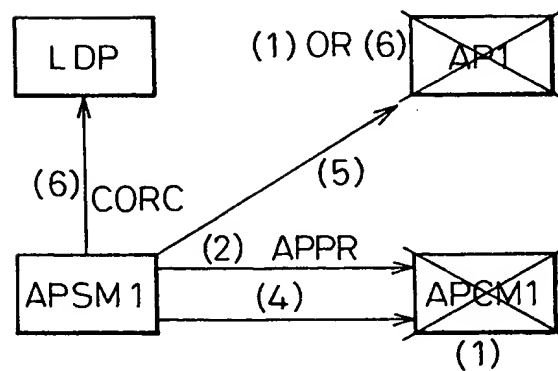 LDP
(1) OR (6)
AP1
(6)
CORC
(5)
(2) APPR
APSM1
(4)
APCM1
(1)